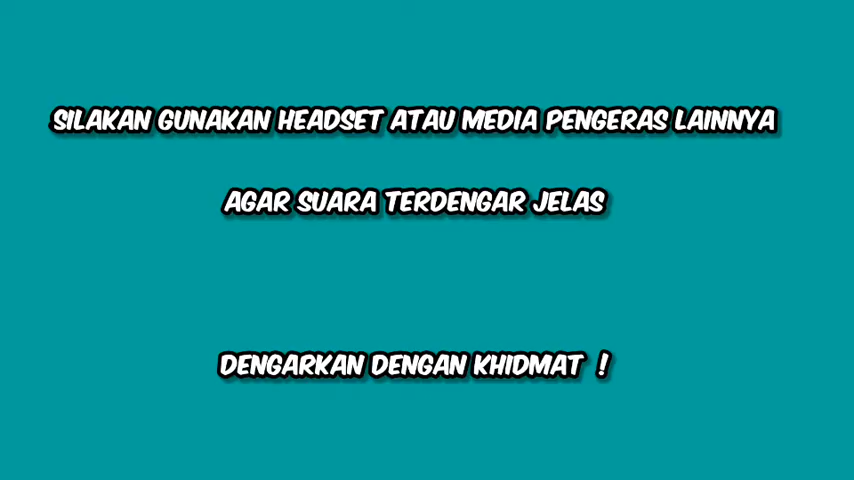 SILAKAN GUNAKAN HEADSET ATAU MEDIA PENGERAS LAINNYA
AGAR SUARA TERDENGAR JELAS
DENGARKAN DENGAN KHIDMAT !